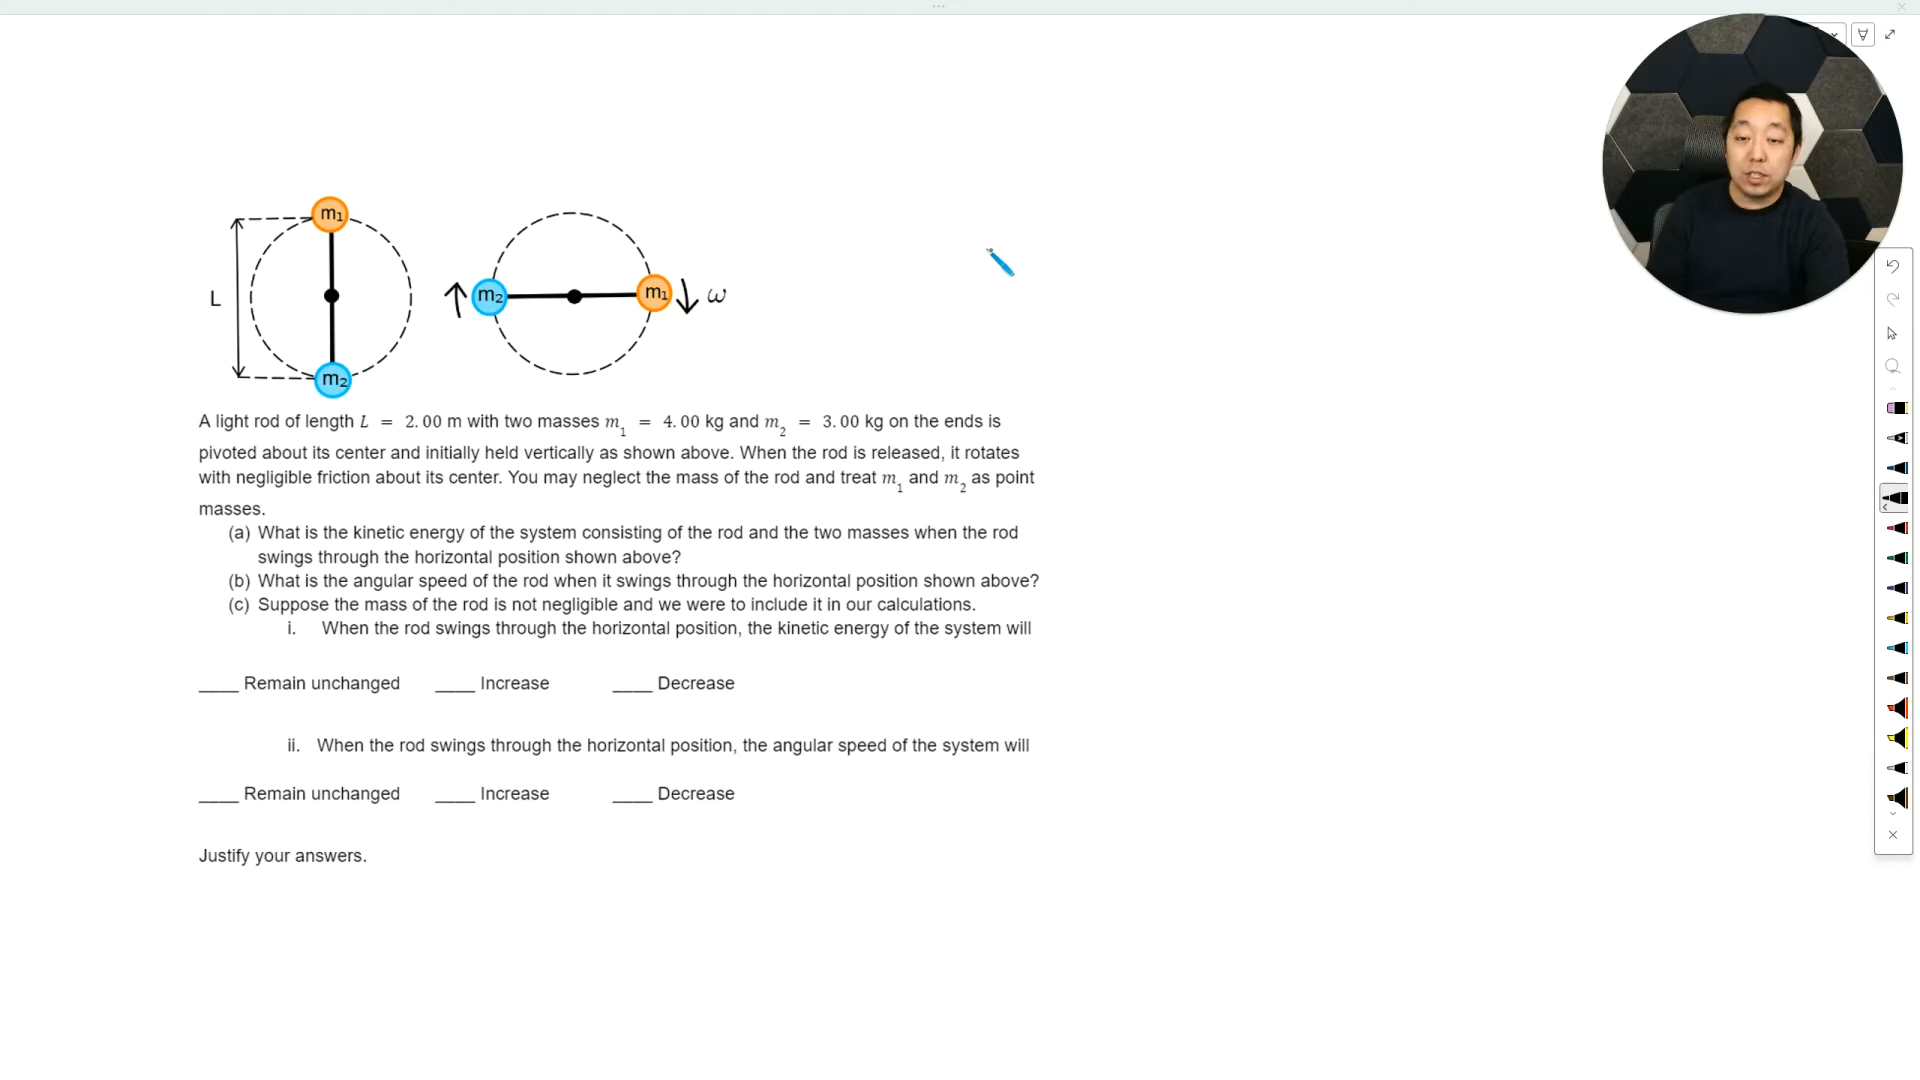 m₁
L
m₂
m₂
m₁
ω
A light rod of length L = 2.00 m with two masses m₁ = 4.00 kg and m₂ = 3.00 kg on the ends is
pivoted about its center and initially held vertically as shown above. When the rod is released, it rotates
with negligible friction about its center. You may neglect the mass of the rod and treat m₁ and m₂ as point
masses.
(a) What is the kinetic energy of the system consisting of the rod and the two masses when the rod
swings through the horizontal position shown above?
(b) What is the angular speed of the rod when it swings through the horizontal position shown above?
(c) Suppose the mass of the rod is not negligible and we were to include it in our calculations.
i. When the rod swings through the horizontal position, the kinetic energy of the system will
____ Remain unchanged ____ Increase ____ Decrease
ii. When the rod swings through the horizontal position, the angular speed of the system will
____ Remain unchanged ____ Increase ____ Decrease
Justify your answers.